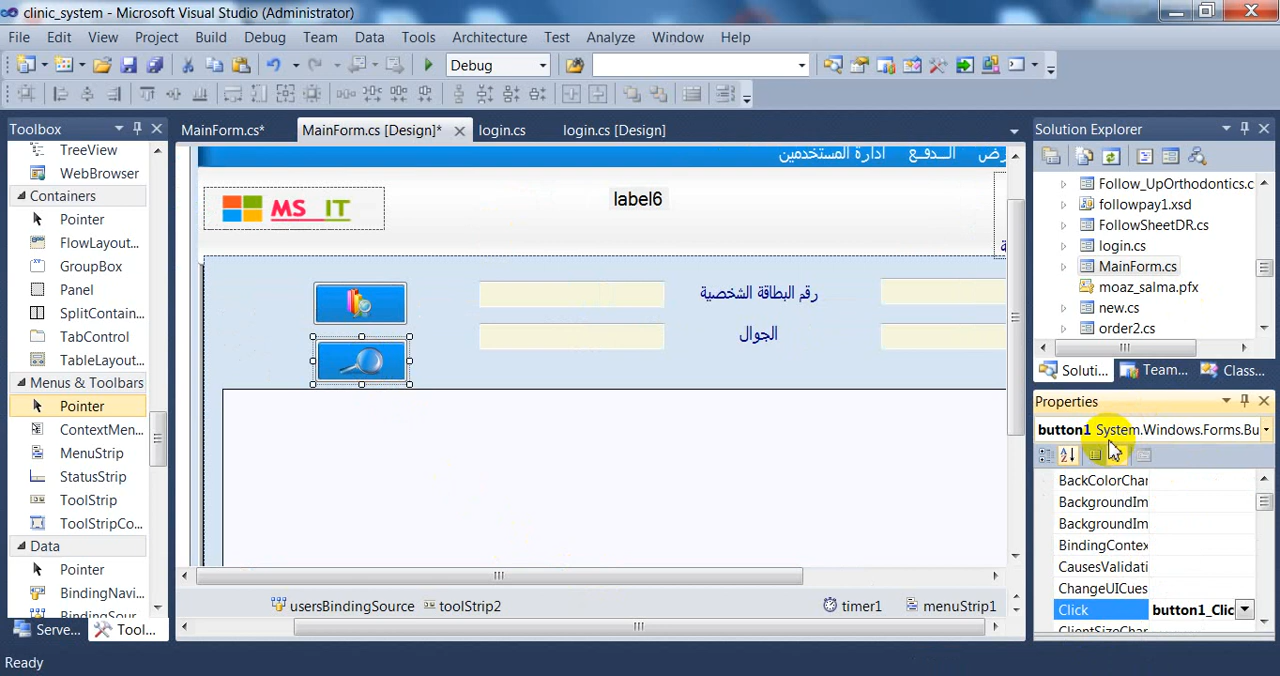 clinic_system - Microsoft Visual Studio (Administrator)
File Edit View Project Build Debug Team Data Tools Architecture Test Analyze Window Help
Debug
Toolbox
TreeView
WebBrowser
Containers
Pointer
FlowLayout...
GroupBox
Panel
SplitContain...
TabControl
TableLayout...
Menus & Toolbars
Pointer
ContextMen...
MenuStrip
StatusStrip
ToolStrip
ToolStripCo...
Data
Pointer
BindingNavi...
Serve... Tool...
MainForm.cs* MainForm.cs [Design]* login.cs login.cs [Design]
الـدفـع ادارة المستخدمين
MS IT
label6
رقم البطاقة الشخصية
الجوال
usersBindingSource toolStrip2 timer1 menuStrip1
Solution Explorer
Follow_UpOrthodontics.c
followpay1.xsd
FollowSheetDR.cs
login.cs
MainForm.cs
moaz_salma.pfx
new.cs
order2.cs
Soluti... Team... Class...
Properties
button1 System.Windows.Forms.Bu
BackColorChar
BackgroundIm
BackgroundIm
BindingContex
CausesValidati
ChangeUICues
Click button1_Clic
Ready